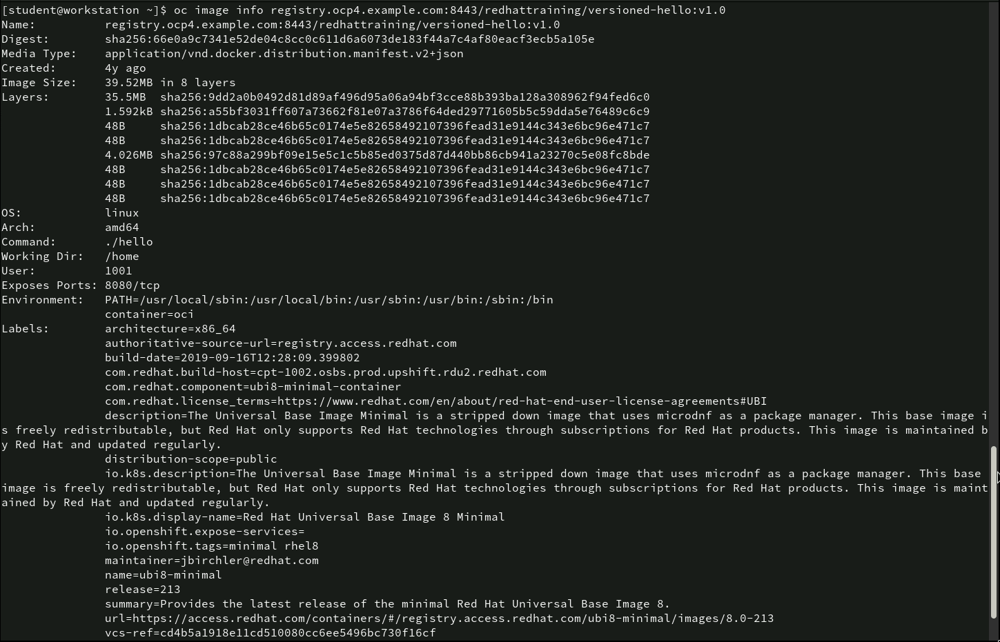 [student@workstation ~]$ oc image info registry.ocp4.example.com:8443/redhattraining/versioned-hello:v1.0
Name:          registry.ocp4.example.com:8443/redhattraining/versioned-hello:v1.0
Digest:        sha256:66e0a9c7341e52de04c8cc0c611d6a6073de183f44a7c4af80eacf3ecb5a105e
Media Type:    application/vnd.docker.distribution.manifest.v2+json
Created:       4y ago
Image Size:    39.52MB in 8 layers
Layers:        35.5MB  sha256:9dd2a0b0492d81d89af496d95a06a94bf3cce88b393ba128a308962f94fed6c0
               1.592kB sha256:a55bf3031ff607a73662f81e07a3786f64ded29771605b5c59dda5e76489c6c9
               48B     sha256:1dbcab28ce46b65c0174e5e82658492107396fead31e9144c343e6bc96e471c7
               48B     sha256:1dbcab28ce46b65c0174e5e82658492107396fead31e9144c343e6bc96e471c7
               4.026MB sha256:97c88a299bf09e15e5c1c5b85ed0375d87d440bb86cb941a23270c5e08fc8bde
               48B     sha256:1dbcab28ce46b65c0174e5e82658492107396fead31e9144c343e6bc96e471c7
               48B     sha256:1dbcab28ce46b65c0174e5e82658492107396fead31e9144c343e6bc96e471c7
               48B     sha256:1dbcab28ce46b65c0174e5e82658492107396fead31e9144c343e6bc96e471c7
OS:            linux
Arch:          amd64
Command:       ./hello
Working Dir:   /home
User:          1001
Exposes Ports: 8080/tcp
Environment:   PATH=/usr/local/sbin:/usr/local/bin:/usr/sbin:/usr/bin:/sbin:/bin
               container=oci
Labels:        architecture=x86_64
               authoritative-source-url=registry.access.redhat.com
               build-date=2019-09-16T12:28:09.399802
               com.redhat.build-host=cpt-1002.osbs.prod.upshift.rdu2.redhat.com
               com.redhat.component=ubi8-minimal-container
               com.redhat.license_terms=https://www.redhat.com/en/about/red-hat-end-user-license-agreements#UBI
               description=The Universal Base Image Minimal is a stripped down image that uses microdnf as a package manager. This base image i
s freely redistributable, but Red Hat only supports Red Hat technologies through subscriptions for Red Hat products. This image is maintained b
y Red Hat and updated regularly.
               distribution-scope=public
               io.k8s.description=The Universal Base Image Minimal is a stripped down image that uses microdnf as a package manager. This base
image is freely redistributable, but Red Hat only supports Red Hat technologies through subscriptions for Red Hat products. This image is maint
ained by Red Hat and updated regularly.
               io.k8s.display-name=Red Hat Universal Base Image 8 Minimal
               io.openshift.expose-services=
               io.openshift.tags=minimal rhel8
               maintainer=jbirchler@redhat.com
               name=ubi8-minimal
               release=213
               summary=Provides the latest release of the minimal Red Hat Universal Base Image 8.
               url=https://access.redhat.com/containers/#/registry.access.redhat.com/ubi8-minimal/images/8.0-213
               vcs-ref=cd4b5a1918e11cd510080cc6ee5496bc730f16cf